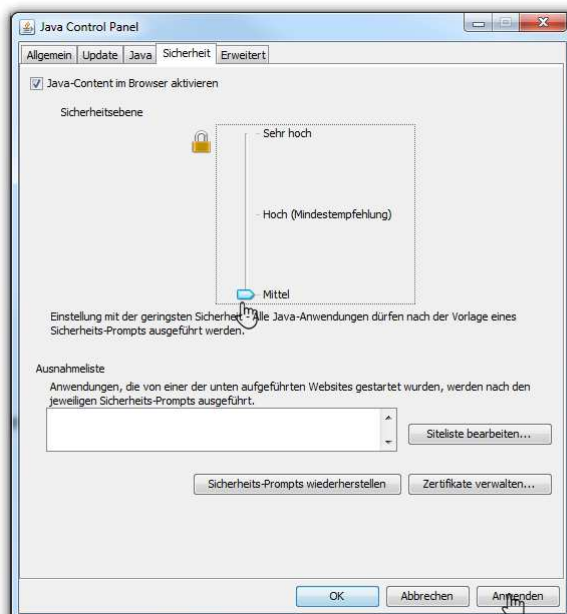 Java Control Panel
Allgemein Update Java Sicherheit Erweitert
Java-Content im Browser aktivieren
Sicherheitsebene
Sehr hoch
Hoch (Mindestempfehlung)
Mittel
Einstellung mit der geringsten Sicherheit - Alle Java-Anwendungen dürfen nach der Vorlage eines
Sicherheits-Prompts ausgeführt werden.
Ausnahmeliste
Anwendungen, die von einer der unten aufgeführten Websites gestartet wurden, werden nach den
jeweiligen Sicherheits-Prompts ausgeführt.
Siteliste bearbeiten...
Sicherheits-Prompts wiederherstellen Zertifikate verwalten...
OK Abbrechen Anwenden